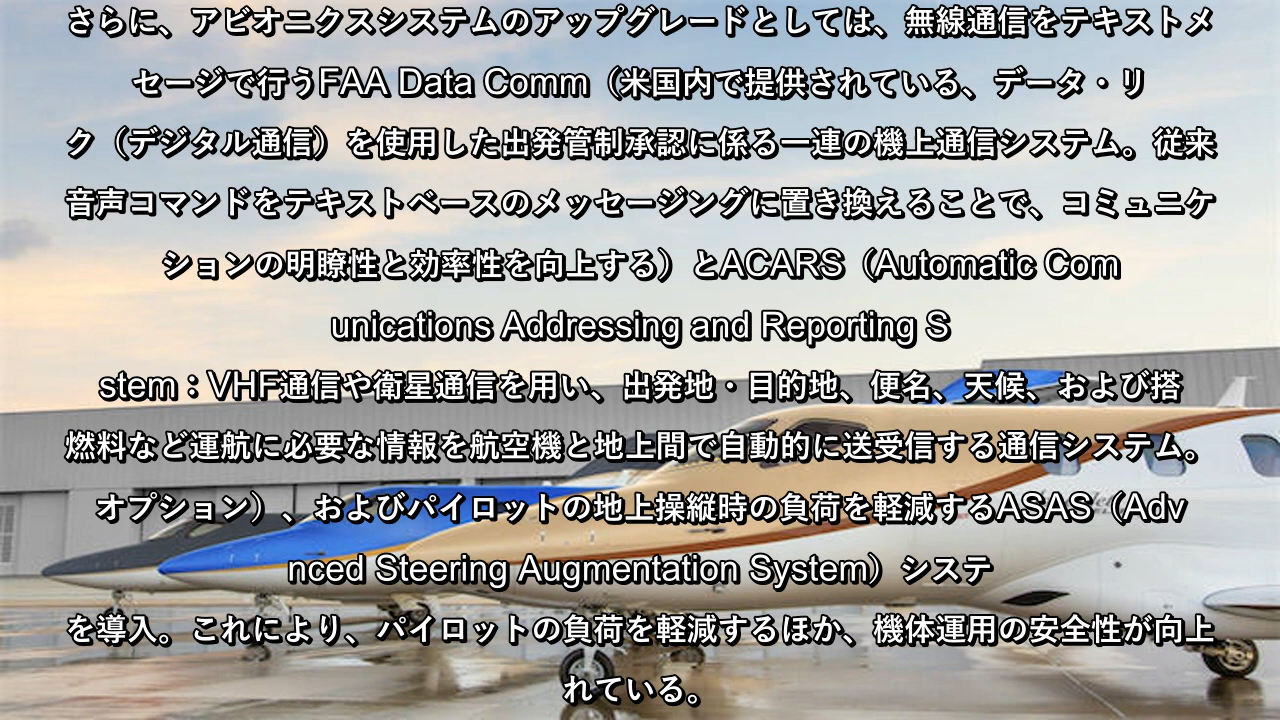 さらに、アビオニクスシステムのアップグレードとしては、無線通信をテキストメ
セージで行うFAA Data Comm（米国内で提供されている、データ・リ
ク（デジタル通信）を使用した出発管制承認に係る一連の機上通信システム。従来
音声コマンドをテキストベースのメッセージングに置き換えることで、コミュニケ
ションの明瞭性と効率性を向上する）とACARS（Automatic Com
unications Addressing and Reporting S
stem：VHF通信や衛星通信を用い、出発地・目的地、便名、天候、および搭
燃料など運航に必要な情報を航空機と地上間で自動的に送受信する通信システム。
オプション）、およびパイロットの地上操縦時の負荷を軽減するASAS（Adv
nced Steering Augmentation System）システ
を導入。これにより、パイロットの負荷を軽減するほか、機体運用の安全性が向上
れている。